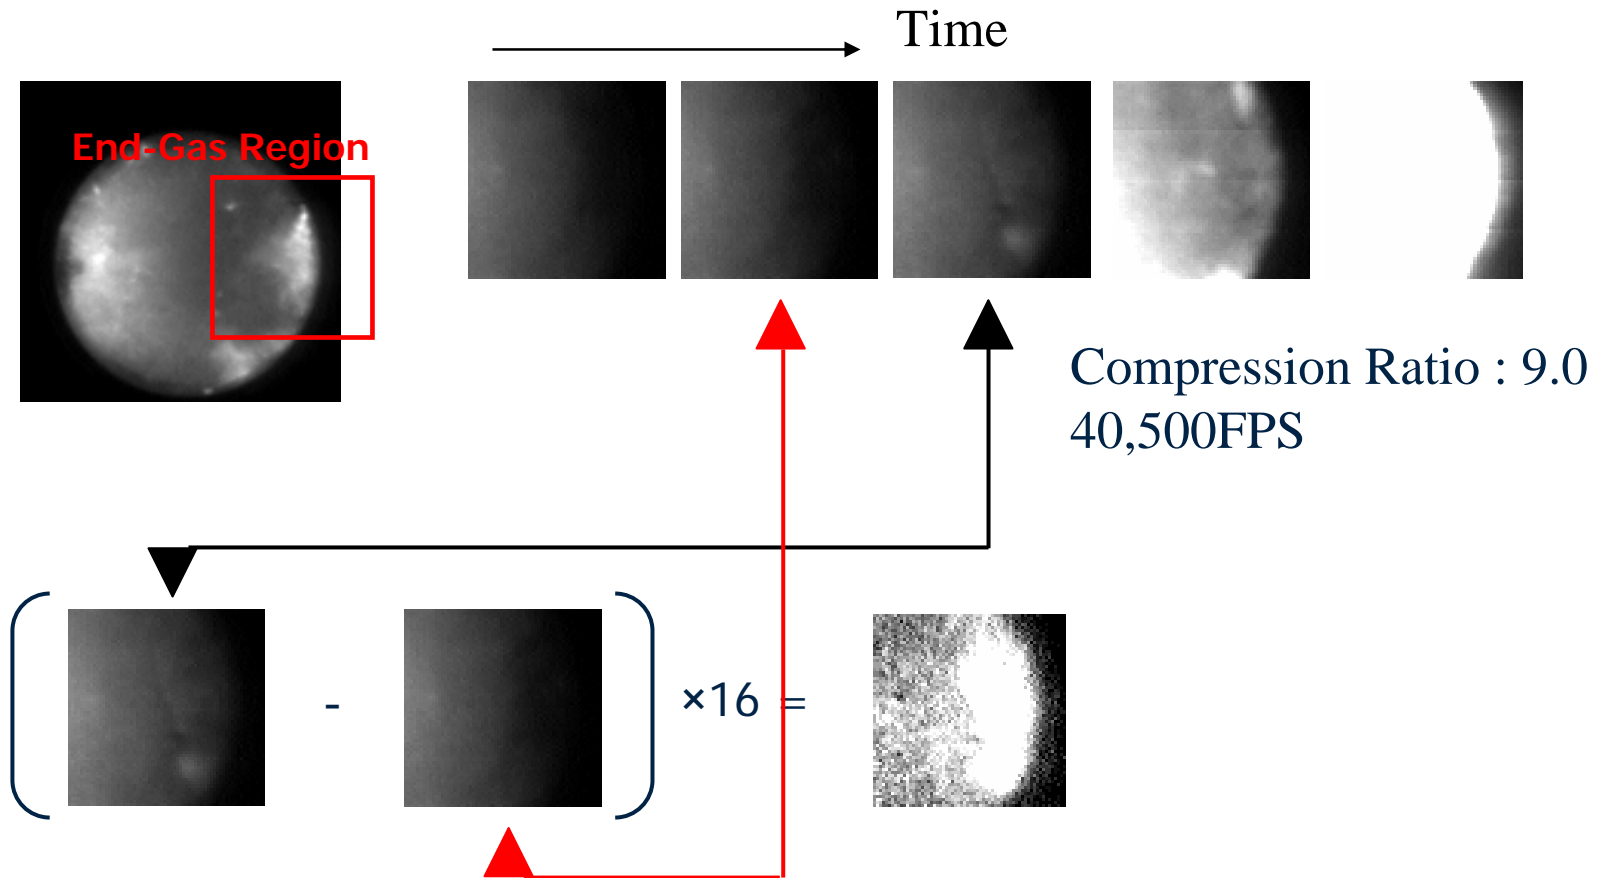 Time
End-Gas Region
Compression Ratio : 9.0
40,500FPS
- ×16 =